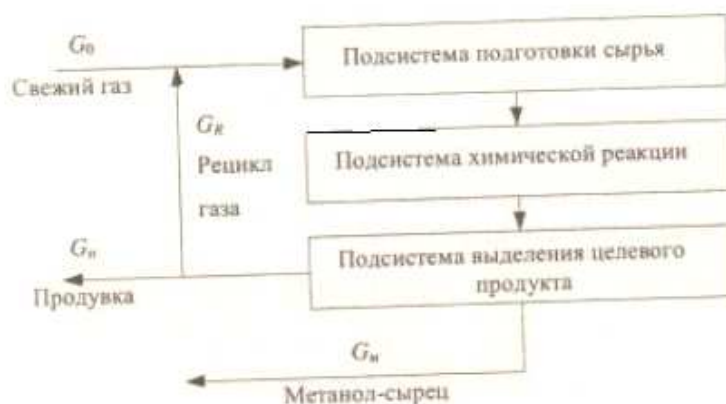 G₀
Свежий газ
Подсистема подготовки сырья
G_R
Рецикл
газа
Подсистема химической реакции
G_п
Продувка
Подсистема выделения целевого
продукта
G_м
Метанол-сырец